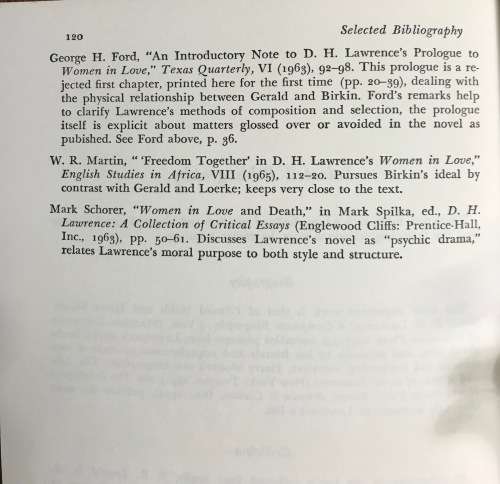 120 Selected Bibliography
George H. Ford, “An Introductory Note to D. H. Lawrence’s Prologue to
Women in Love,” Texas Quarterly, VI (1963), 92–98. This prologue is a re-
jected first chapter, printed here for the first time (pp. 20–39), dealing with
the physical relationship between Gerald and Birkin. Ford’s remarks help
to clarify Lawrence’s methods of composition and selection, the prologue
itself is explicit about matters glossed over or avoided in the novel as
pubished. See Ford above, p. 36.
W. R. Martin, “ ‘Freedom Together’ in D. H. Lawrence’s Women in Love,”
English Studies in Africa, VIII (1965), 112–20. Pursues Birkin’s ideal by
contrast with Gerald and Loerke; keeps very close to the text.
Mark Schorer, “Women in Love and Death,” in Mark Spilka, ed., D. H.
Lawrence: A Collection of Critical Essays (Englewood Cliffs: Prentice-Hall,
Inc., 1963), pp. 50–61. Discusses Lawrence’s novel as “psychic drama,”
relates Lawrence’s moral purpose to both style and structure.